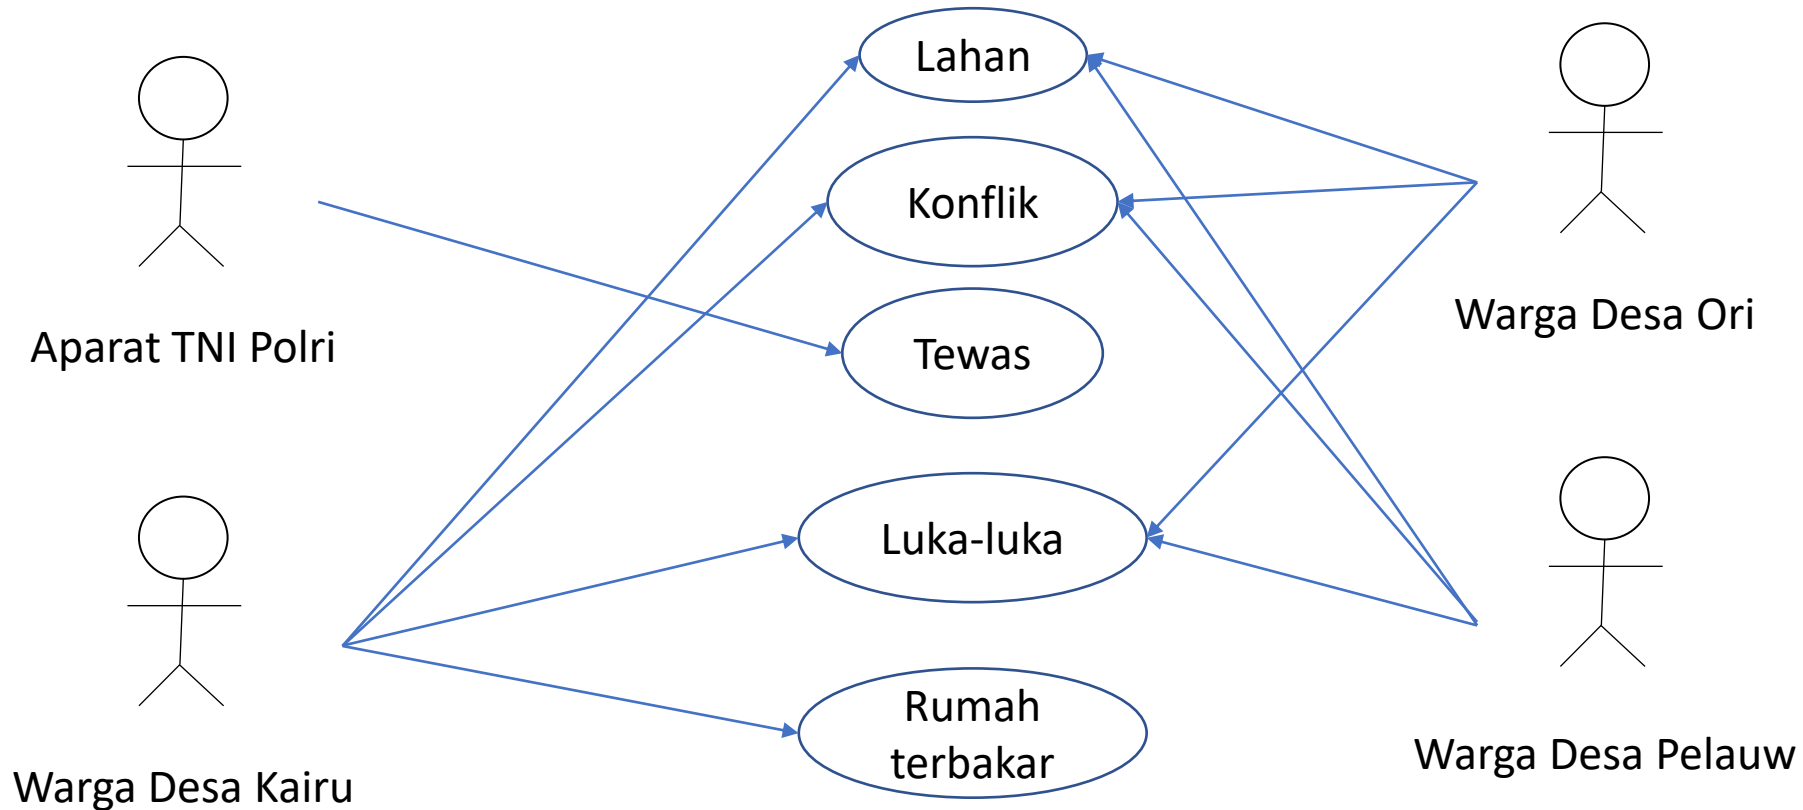 Lahan
Konflik
Tewas
Luka-luka
Rumah
terbakar
Aparat TNI Polri
Warga Desa Kairu
Warga Desa Ori
Warga Desa Pelauw